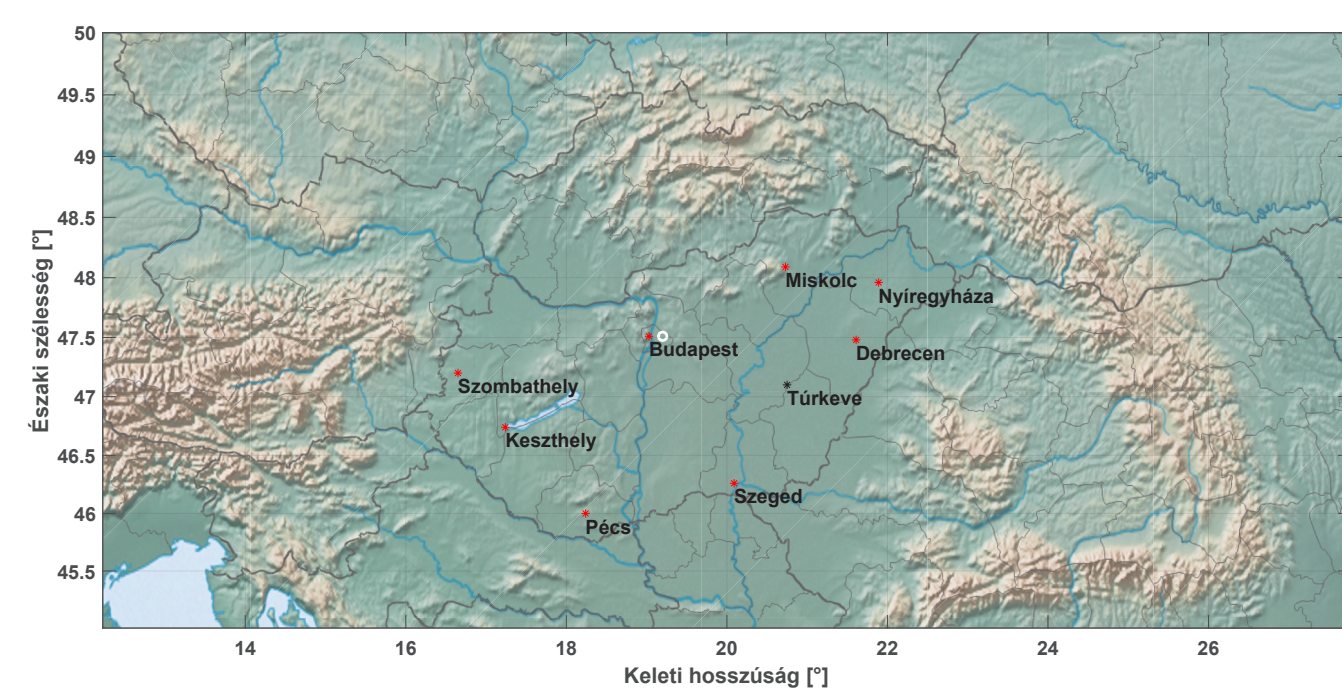 50
49.5
49
48.5
48
47.5
47
46.5
46
45.5
Északi szélesség [°]
Miskolc
Nyíregyháza
Budapest
Debrecen
Szombathely
Túrkeve
Keszthely
Szeged
Pécs
14
16
18
20
22
24
26
Keleti hosszúság [°]